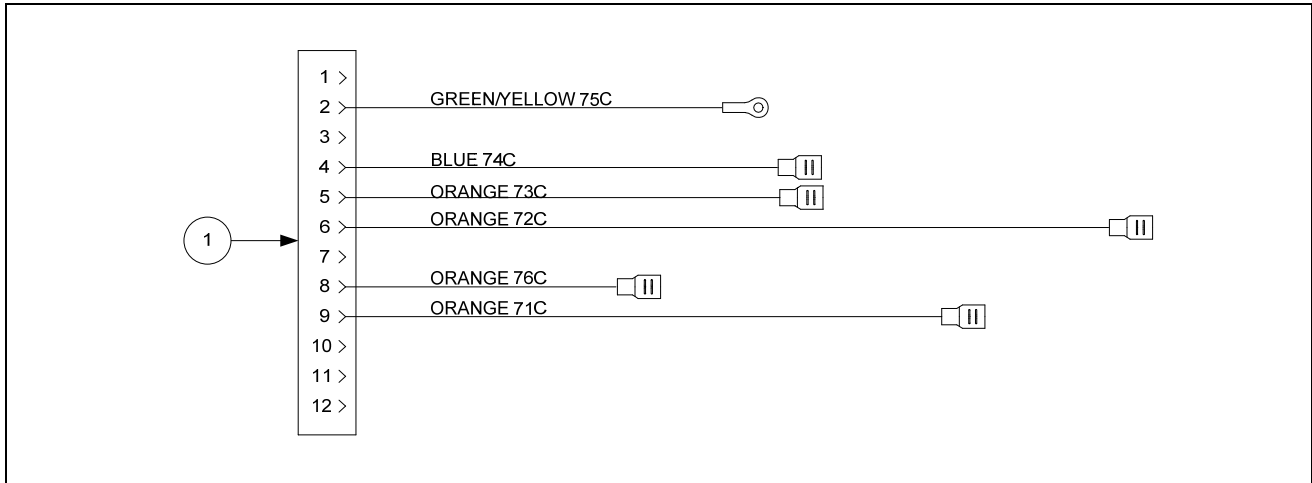 1
2 GREEN/YELLOW 75C
3
4 BLUE 74C
5 ORANGE 73C
6 ORANGE 72C
1
7
8 ORANGE 76C
9 ORANGE 71C
10
11
12